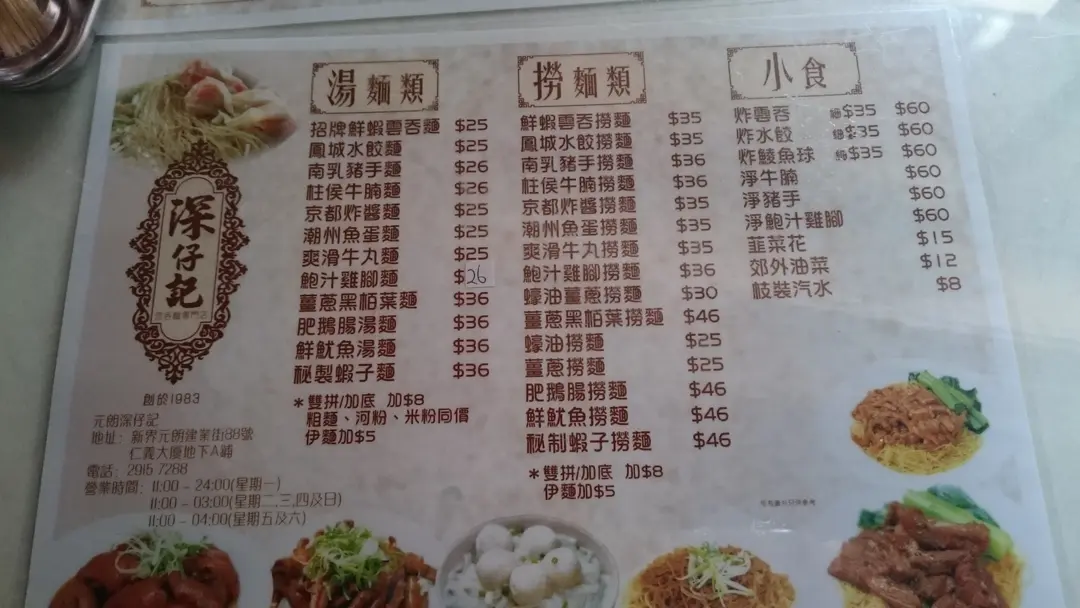 深仔記
創於1983
元朗深仔記
地址：新界元朗建業街88號
仁義大廈地下A鋪
電話：2915 7288
營業時間：11:00 - 24:00(星期一)
11:00 - 03:00(星期二,三,四及日)
11:00 - 04:00(星期五及六)
湯麵類
招牌鮮蝦雲吞麵 $25
鳳城水餃麵 $25
南乳豬手麵 $26
柱侯牛腩麵 $26
京都炸醬麵 $25
潮州魚蛋麵 $25
爽滑牛丸麵 $25
鮑汁雞腳麵 $26
薑蔥黑栢葉麵 $36
肥鵝腸湯麵 $36
鮮魷魚湯麵 $36
秘製蝦子麵 $36
*雙拼/加底 加$8
粗麵、河粉、米粉同價
伊麵加$5
撈麵類
鮮蝦雲吞撈麵 $35
鳳城水餃撈麵 $35
南乳豬手撈麵 $36
柱侯牛腩撈麵 $36
京都炸醬撈麵 $35
潮州魚蛋撈麵 $35
爽滑牛丸撈麵 $35
鮑汁雞腳撈麵 $36
蠔油薑蔥撈麵 $30
薑蔥黑栢葉撈麵 $46
蠔油撈麵 $25
薑蔥撈麵 $25
肥鵝腸撈麵 $46
鮮魷魚撈麵 $46
秘制蝦子撈麵 $46
*雙拼/加底 加$8
伊麵加$5
小食
炸雲吞 細$35 $60
炸水餃 細$35 $60
炸鯪魚球 $35 $60
淨牛腩 $60
淨豬手 $60
淨鮑汁雞腳 $60
韮菜花 $15
郊外油菜 $12
枝裝汽水 $8